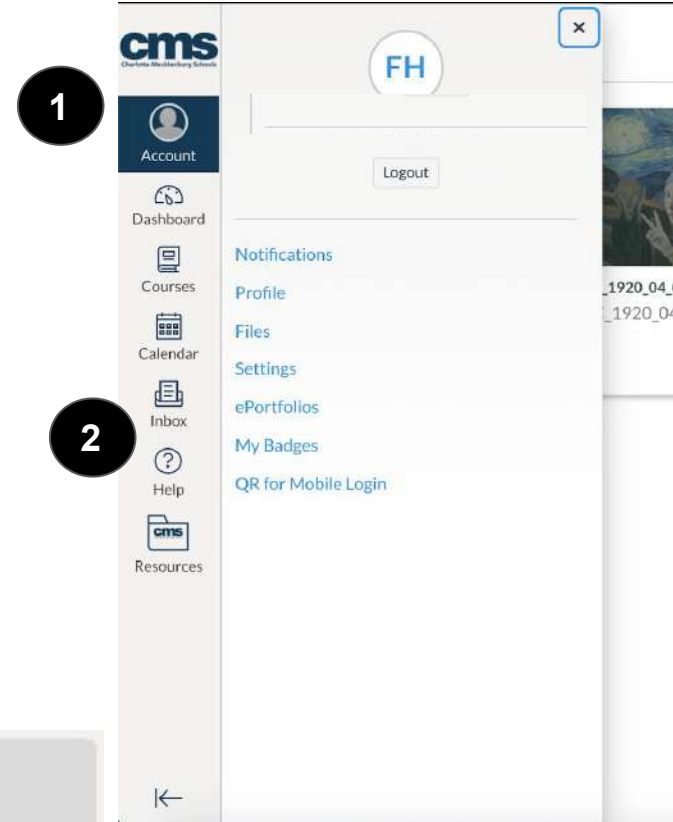 cms
Charlotte-Mecklenburg Schools
FH
×
1
Account
Logout
Dashboard
Notifications
Courses
Profile
_1920_04_
_1920_04
Files
Calendar
Settings
Inbox
ePortfolios
2
My Badges
Help
QR for Mobile Login
cms
Resources